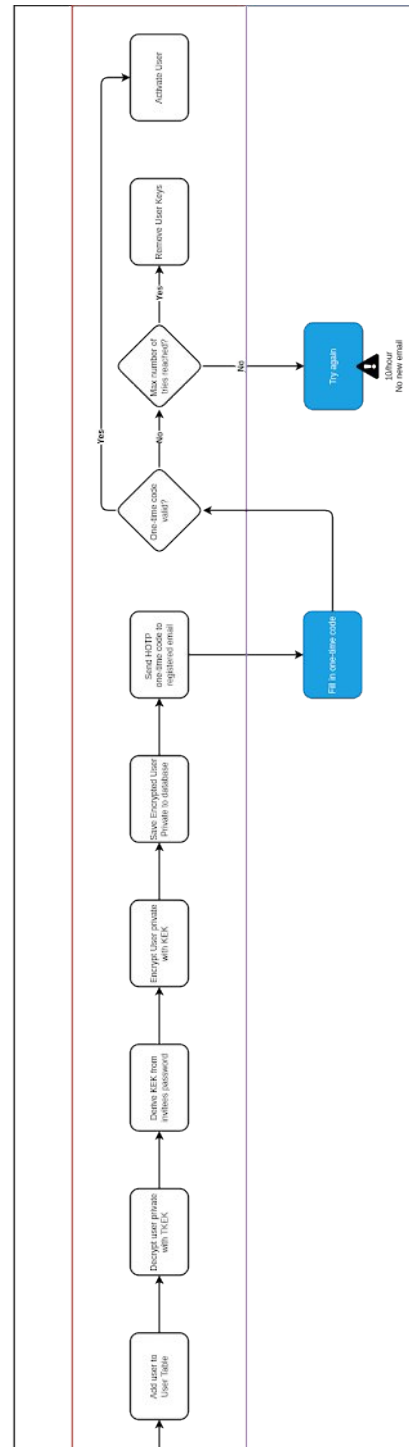 Add user to
User Table
Decrypt user private
with TKEK
Derive KEK from
invitees password
Encrypt User private
with KEK
Save Encrypted User
Private to database
Send HOTP
one-time code to
registered email
Fill in one-time code
One-time code
valid?
Yes
No
Max number of
tries reached?
Yes
No
Remove User Keys
Activate User
Try again
10/hour
No new email